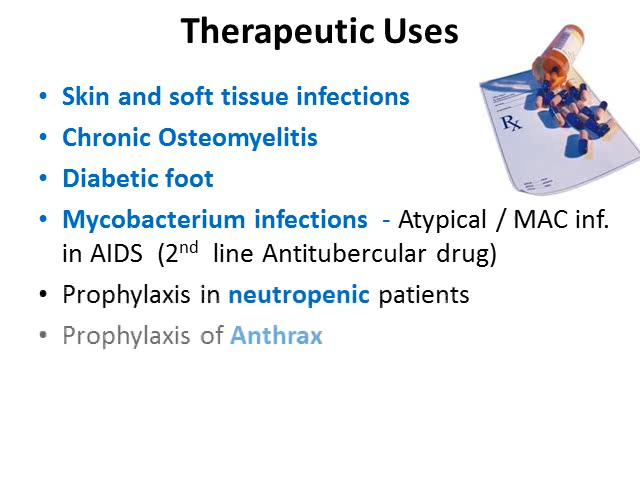 Therapeutic Uses
• Skin and soft tissue infections
• Chronic Osteomyelitis
• Diabetic foot
• Mycobacterium infections - Atypical / MAC inf.
in AIDS (2nd line Antitubercular drug)
• Prophylaxis in neutropenic patients
• Prophylaxis of Anthrax
Rx